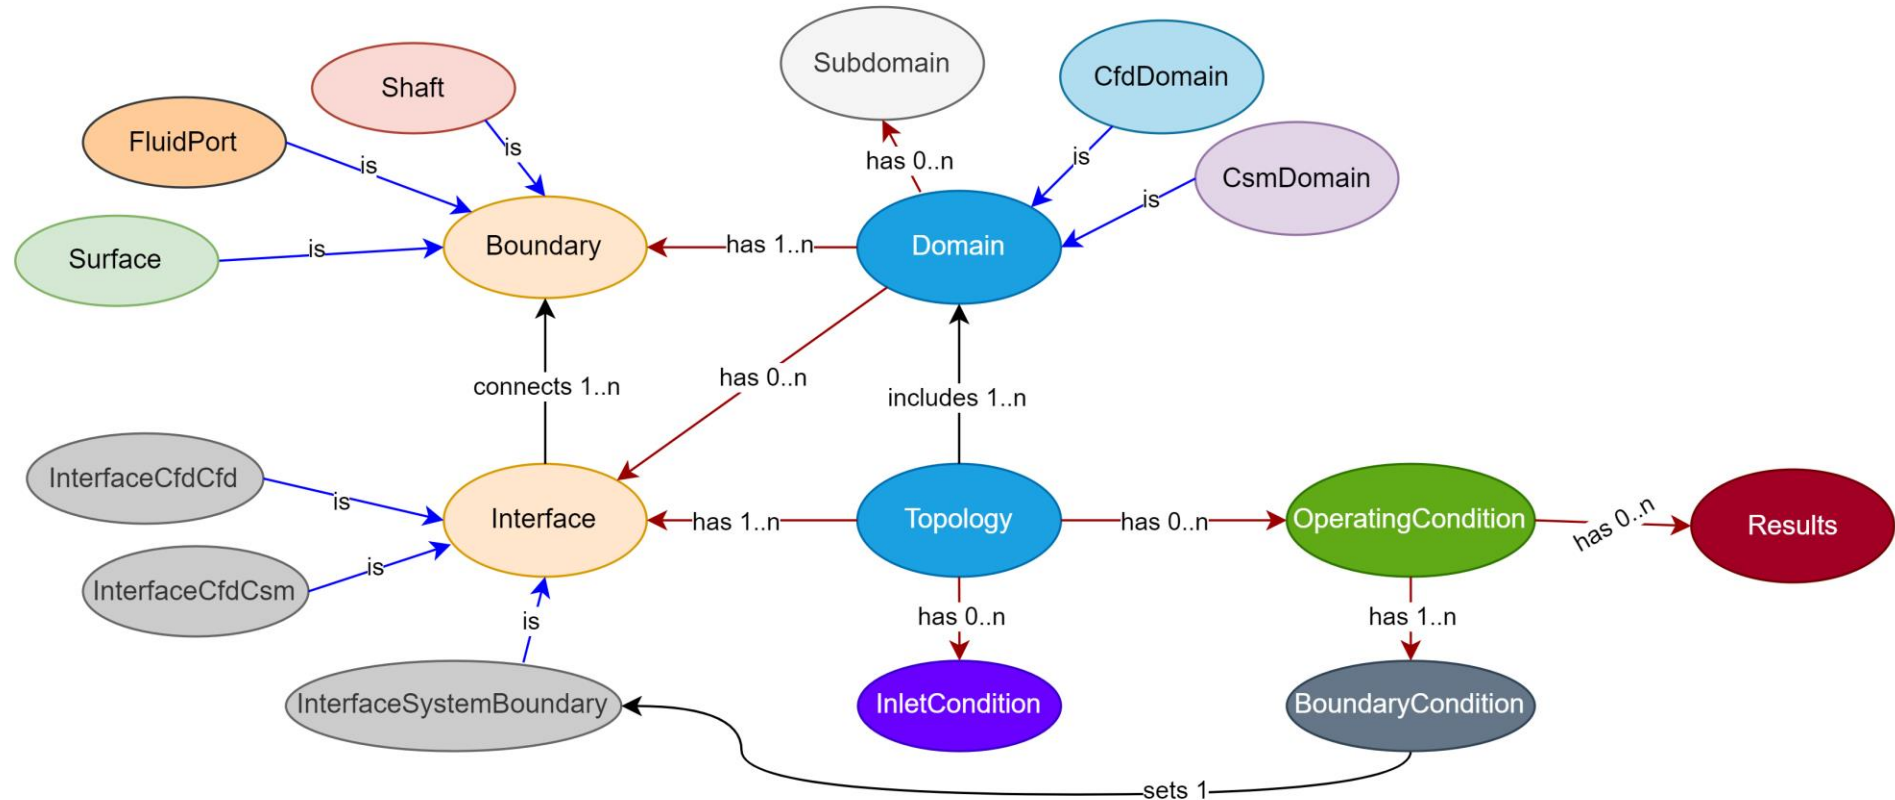 Subdomain
CfdDomain
Shaft
FluidPort
is
is
has 0..n
is
CsmDomain
is
Surface
is
Boundary
has 1..n
Domain
has 0..n
connects 1..n
includes 1..n
InterfaceCfdCfd
is
Interface
has 1..n
Topology
has 0..n
OperatingCondition
has 0..n
Results
InterfaceCfdCsm
is
is
has 0..n
has 1..n
InterfaceSystemBoundary
InletCondition
BoundaryCondition
sets 1